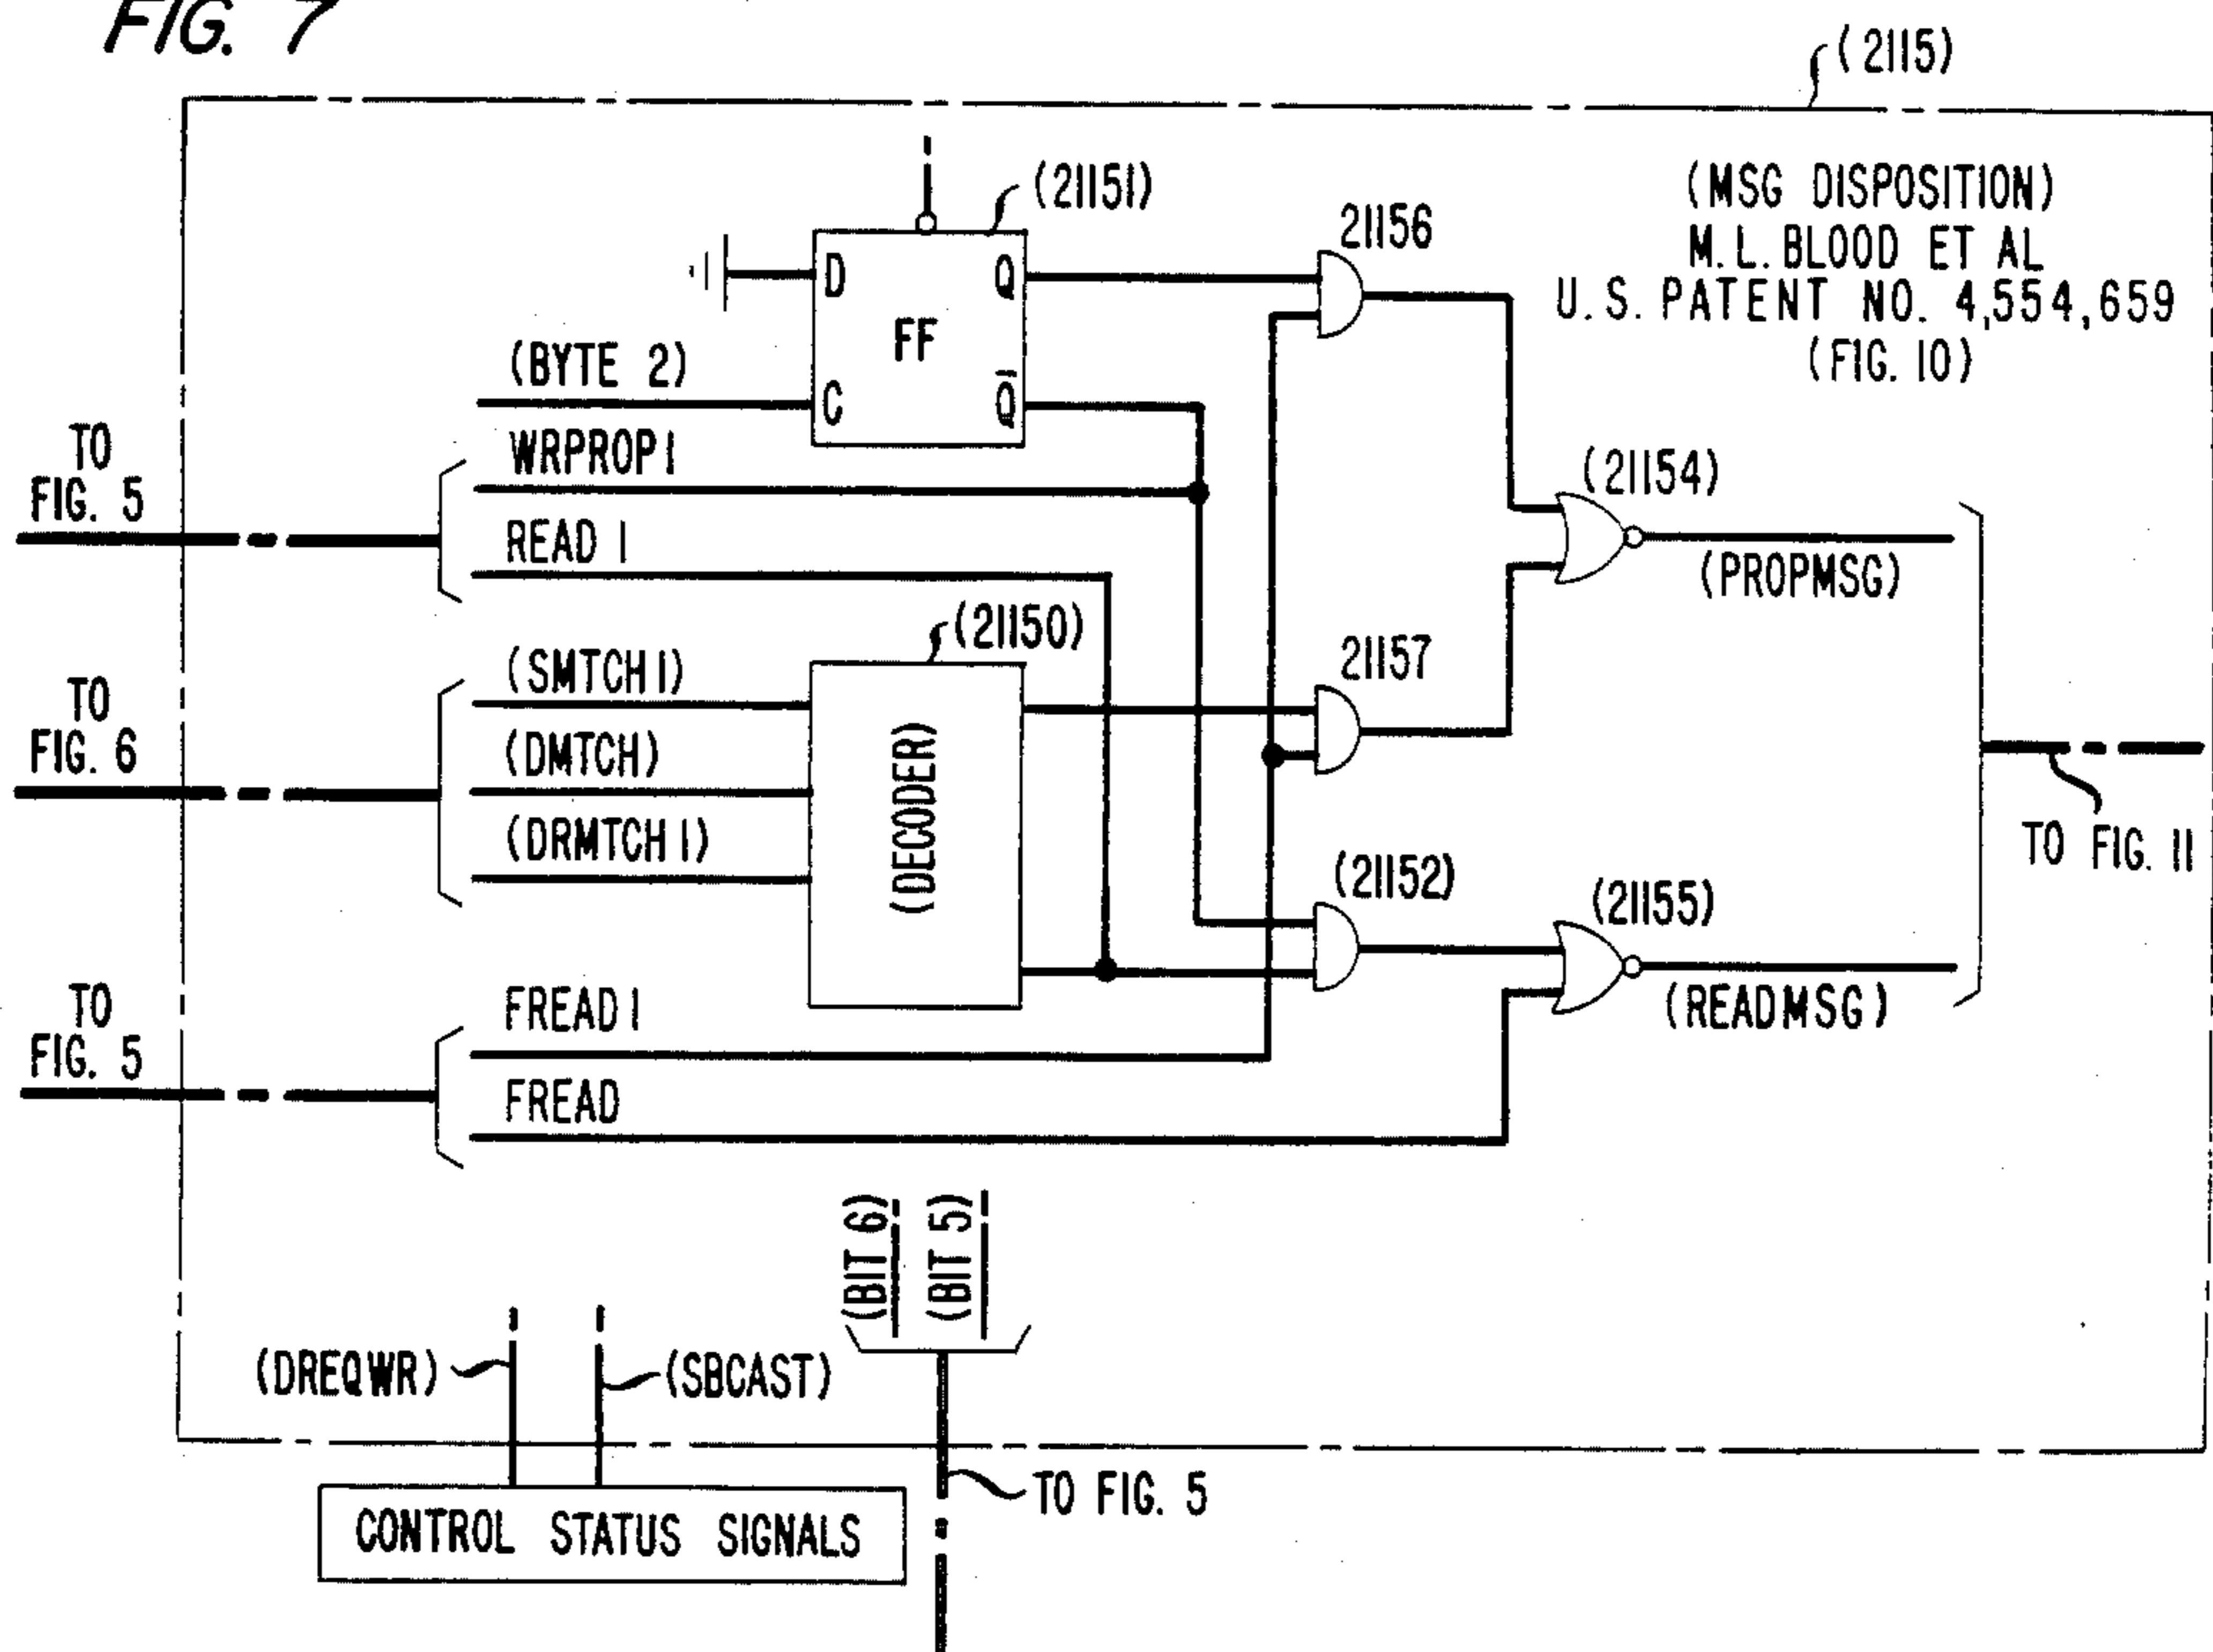 FIG. 7
(2115)
(21151)
21156
(MSG DISPOSITION)
M.L. BLOOD ET AL
U.S. PATENT NO. 4,554,659
(FIG. 10)
D
Q
FF
(BYTE 2)
C
Q̅
TO
FIG. 5
WRPROP1
READ 1
(21154)
(PROPMSG)
(21150)
21157
TO
FIG. 6
(SMTCH1)
(DMTCH)
(DRMTCH1)
(DECODER)
TO FIG. 11
(21152)
(21155)
(READMSG)
TO
FIG. 5
FREAD1
FREAD
(BIT 6)
(BIT 5)
(DREQWR)
(SBCAST)
TO FIG. 5
CONTROL STATUS SIGNALS